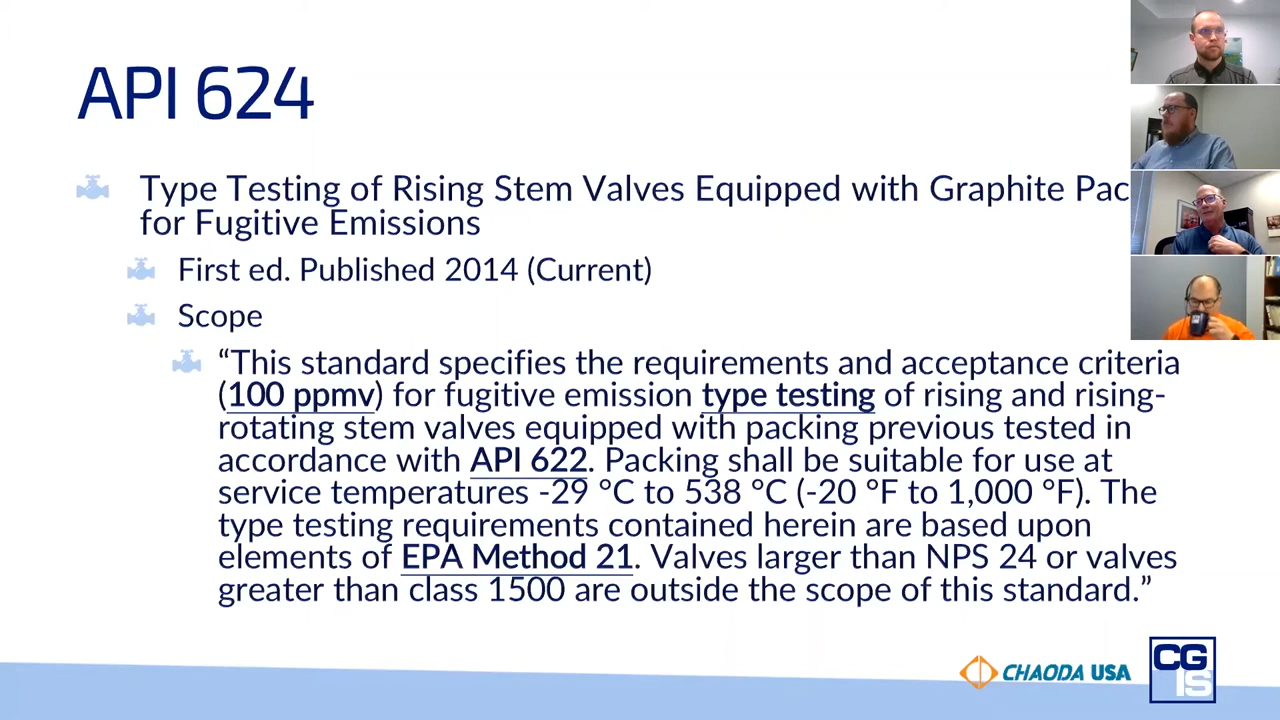 API 624
Type Testing of Rising Stem Valves Equipped with Graphite Pac
for Fugitive Emissions
First ed. Published 2014 (Current)
Scope
“This standard specifies the requirements and acceptance criteria
(100 ppmv) for fugitive emission type testing of rising and rising-
rotating stem valves equipped with packing previous tested in
accordance with API 622. Packing shall be suitable for use at
service temperatures -29 °C to 538 °C (-20 °F to 1,000 °F). The
type testing requirements contained herein are based upon
elements of EPA Method 21. Valves larger than NPS 24 or valves
greater than class 1500 are outside the scope of this standard.”
CHAODA USA
CG
IS